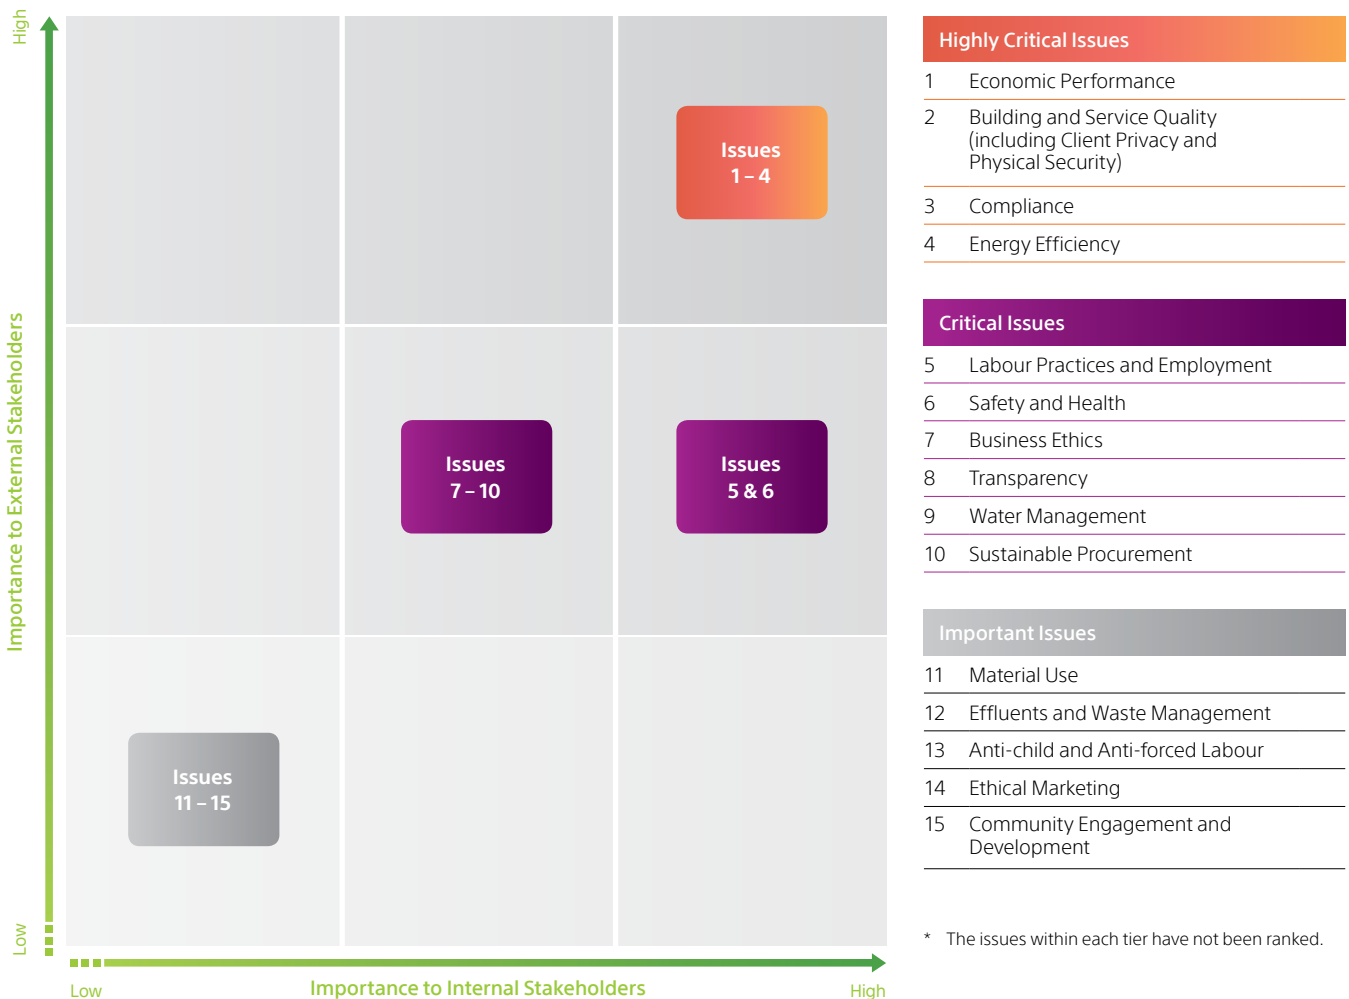 High
Importance to External Stakeholders
Low
Issues
1 – 4
Issues
7 – 10
Issues
5 & 6
Issues
11 – 15
Low
Importance to Internal Stakeholders
High
Highly Critical Issues
1 Economic Performance
2 Building and Service Quality
(including Client Privacy and
Physical Security)
3 Compliance
4 Energy Efficiency
Critical Issues
5 Labour Practices and Employment
6 Safety and Health
7 Business Ethics
8 Transparency
9 Water Management
10 Sustainable Procurement
Important Issues
11 Material Use
12 Effluents and Waste Management
13 Anti-child and Anti-forced Labour
14 Ethical Marketing
15 Community Engagement and
Development
* The issues within each tier have not been ranked.